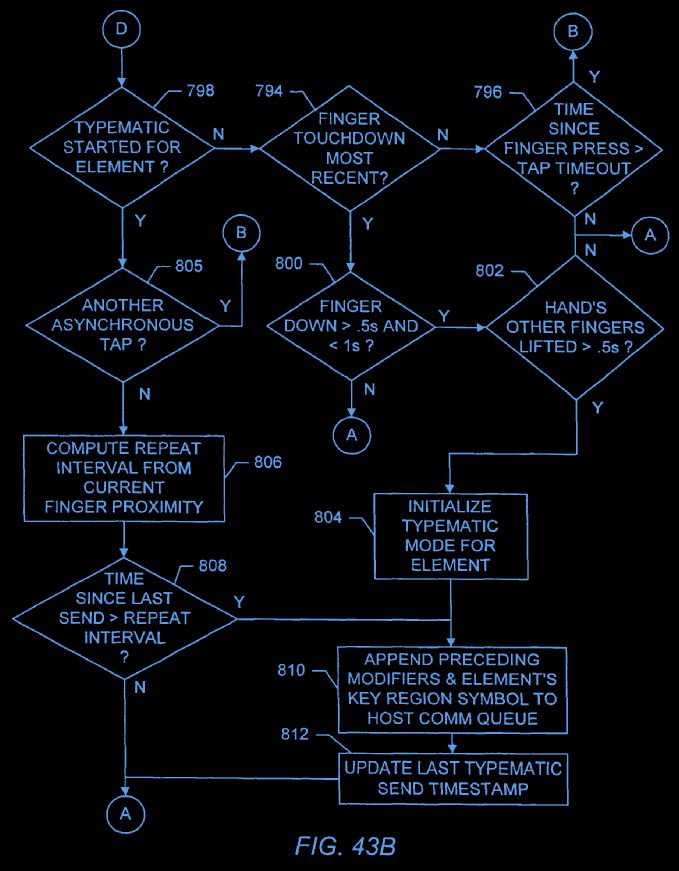 D
B
798
794
796
Y
TYPEMATIC
STARTED FOR
ELEMENT ?
N
FINGER
TOUCHDOWN
MOST
RECENT?
N
TIME
SINCE
FINGER PRESS >
TAP TIMEOUT
?
Y
B
Y
N
A
805
800
802
N
ANOTHER
ASYNCHRONOUS
TAP ?
Y
FINGER
DOWN > .5s AND
< 1s ?
Y
HAND'S
OTHER FINGERS
LIFTED > .5s ?
N
N
Y
A
COMPUTE REPEAT
INTERVAL FROM
CURRENT
FINGER PROXIMITY
806
804
INITIALIZE
TYPEMATIC
MODE FOR
ELEMENT
808
TIME
SINCE LAST
SEND > REPEAT
INTERVAL
?
Y
N
810
APPEND PRECEDING
MODIFIERS & ELEMENT'S
KEY REGION SYMBOL TO
HOST COMM QUEUE
812
UPDATE LAST TYPEMATIC
SEND TIMESTAMP
A
FIG. 43B